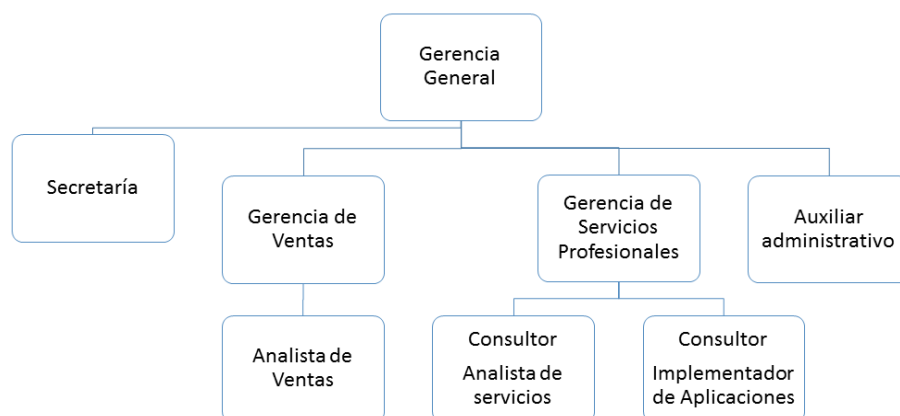 Gerencia
General
Secretaría
Gerencia de
Ventas
Gerencia de
Servicios
Profesionales
Auxiliar
administrativo
Analista de
Ventas
Consultor
Analista de
servicios
Consultor
Implementador
de Aplicaciones